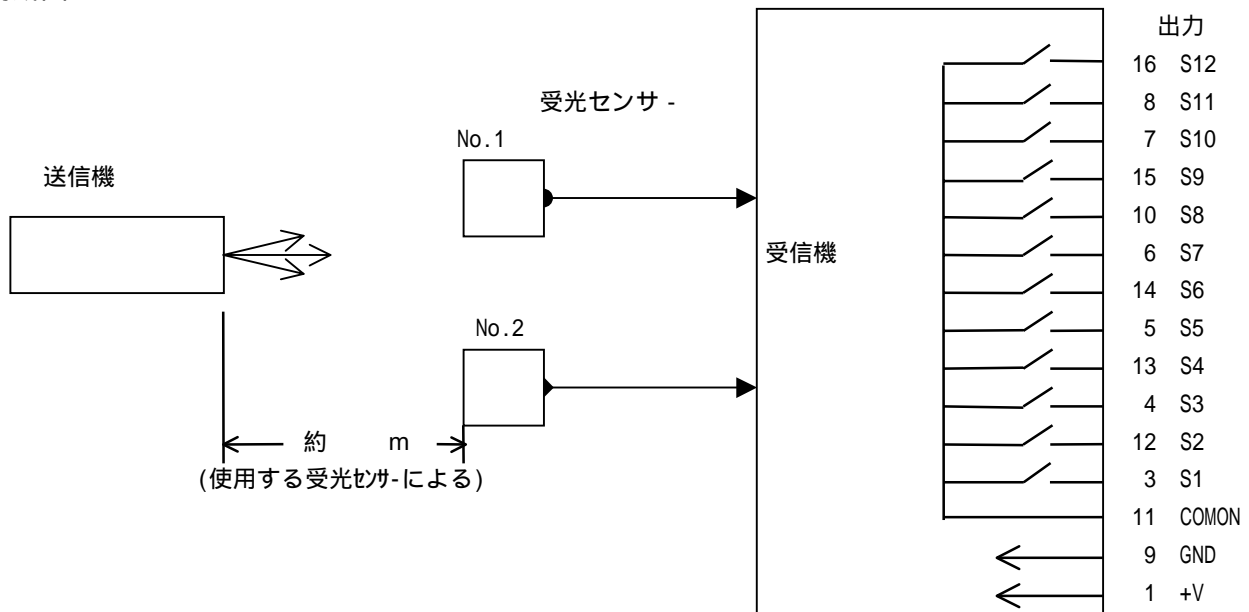 出力
16 S12
受光センサ -
8 S11
No.1
7 S10
送信機
15 S9
10 S8
受信機
6 S7
14 S6
No.2
5 S5
13 S4
4 S3
約 m
12 S2
(使用する受光ｾﾝｻ-による)
3 S1
11 COMON
9 GND
1 +V